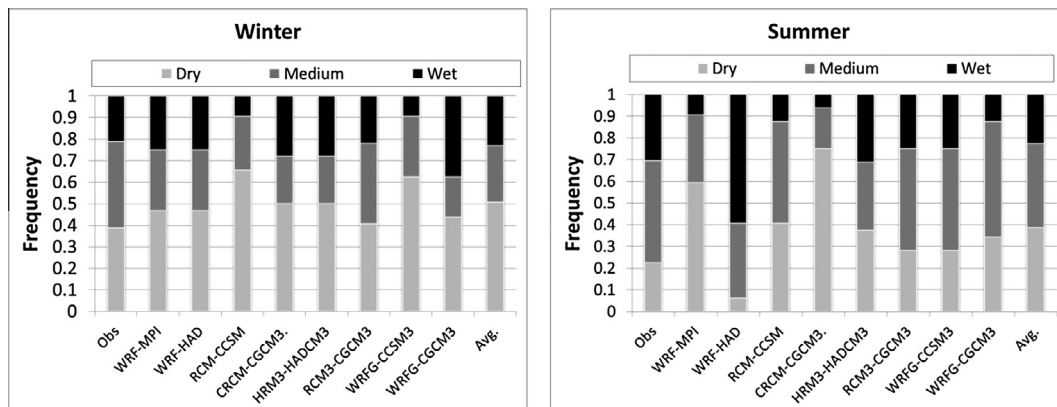 Winter
Dry Medium Wet
Frequency
1
0.9
0.8
0.7
0.6
0.5
0.4
0.3
0.2
0.1
0
Obs
WRF-MPI
WRF-HAD
RCM-CCSM
CRCM-CGCM3.
HRM3-HADCM3
RCM3-CGCM3
WRFG-CCSM3
WRFG-CGCM3
Avg.
Summer
Dry Medium Wet
Frequency
1
0.9
0.8
0.7
0.6
0.5
0.4
0.3
0.2
0.1
0
Obs
WRF-MPI
WRF-HAD
RCM-CCSM
CRCM-CGCM3.
HRM3-HADCM3
RCM3-CGCM3
WRFG-CCSM3
WRFG-CGCM3
Avg.